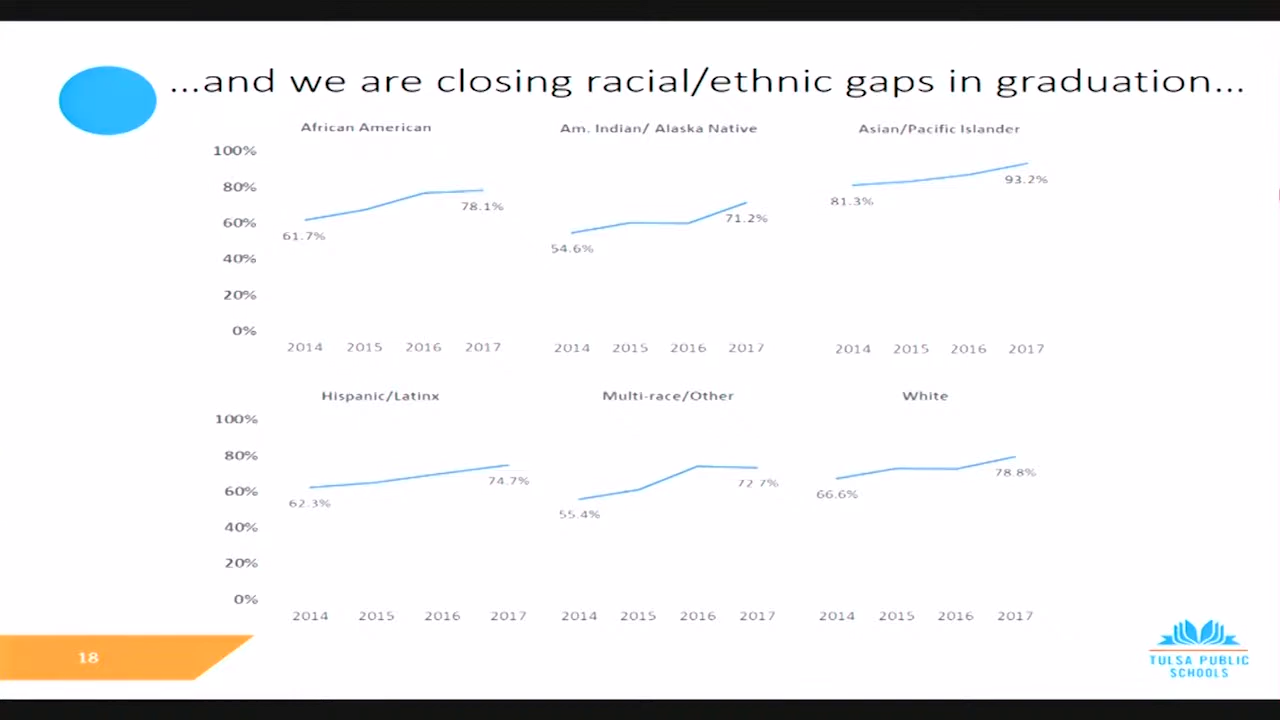 ...and we are closing racial/ethnic gaps in graduation...
African American
Am. Indian/ Alaska Native
Asian/Pacific Islander
100%
80%
60%
40%
20%
0%
61.7%
78.1%
54.6%
71.2%
81.3%
93.2%
2014 2015 2016 2017
2014 2015 2016 2017
2014 2015 2016 2017
Hispanic/Latinx
Multi-race/Other
White
100%
80%
60%
40%
20%
0%
62.3%
74.7%
55.4%
72.7%
66.6%
78.8%
2014 2015 2016 2017
2014 2015 2016 2017
2014 2015 2016 2017
18
TULSA PUBLIC
SCHOOLS